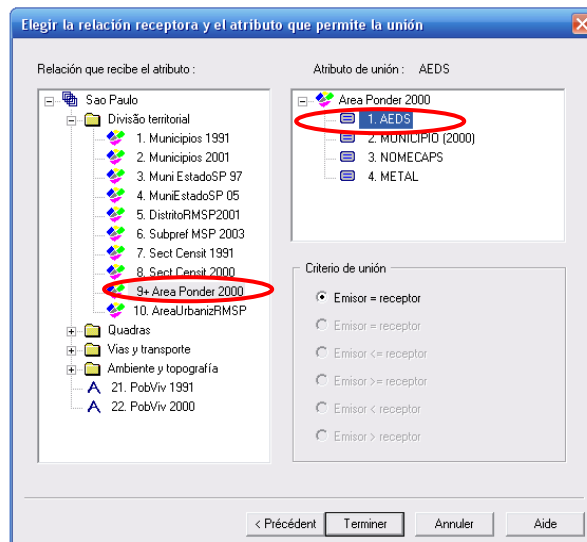 Elegir la relación receptora y el atributo que permite la unión
Relación que recibe el atributo :
Sao Paulo
Divisão territorial
1. Municipios 1991
2. Municipios 2001
3. Muni EstadoSP 97
4. MuniEstadoSP 05
5. DistritoRMSP2001
6. Subpref MSP 2003
7. Sect Censit 1991
8. Sect Censit 2000
9+ Area Ponder 2000
10. AreaUrbanizRMSP
Quadras
Vias y transporte
Ambiente y topografía
21. PobViv 1991
22. PobViv 2000
Atributo de unión : AEDS
Area Ponder 2000
1. AEDS
2. MUNICIPIO (2000)
3. NOMECAPS
4. METAL
Criterio de unión
Emisor = receptor
Emisor = receptor
Emisor <= receptor
Emisor >= receptor
Emisor < receptor
Emisor > receptor
< Précédent
Terminer
Annuler
Aide